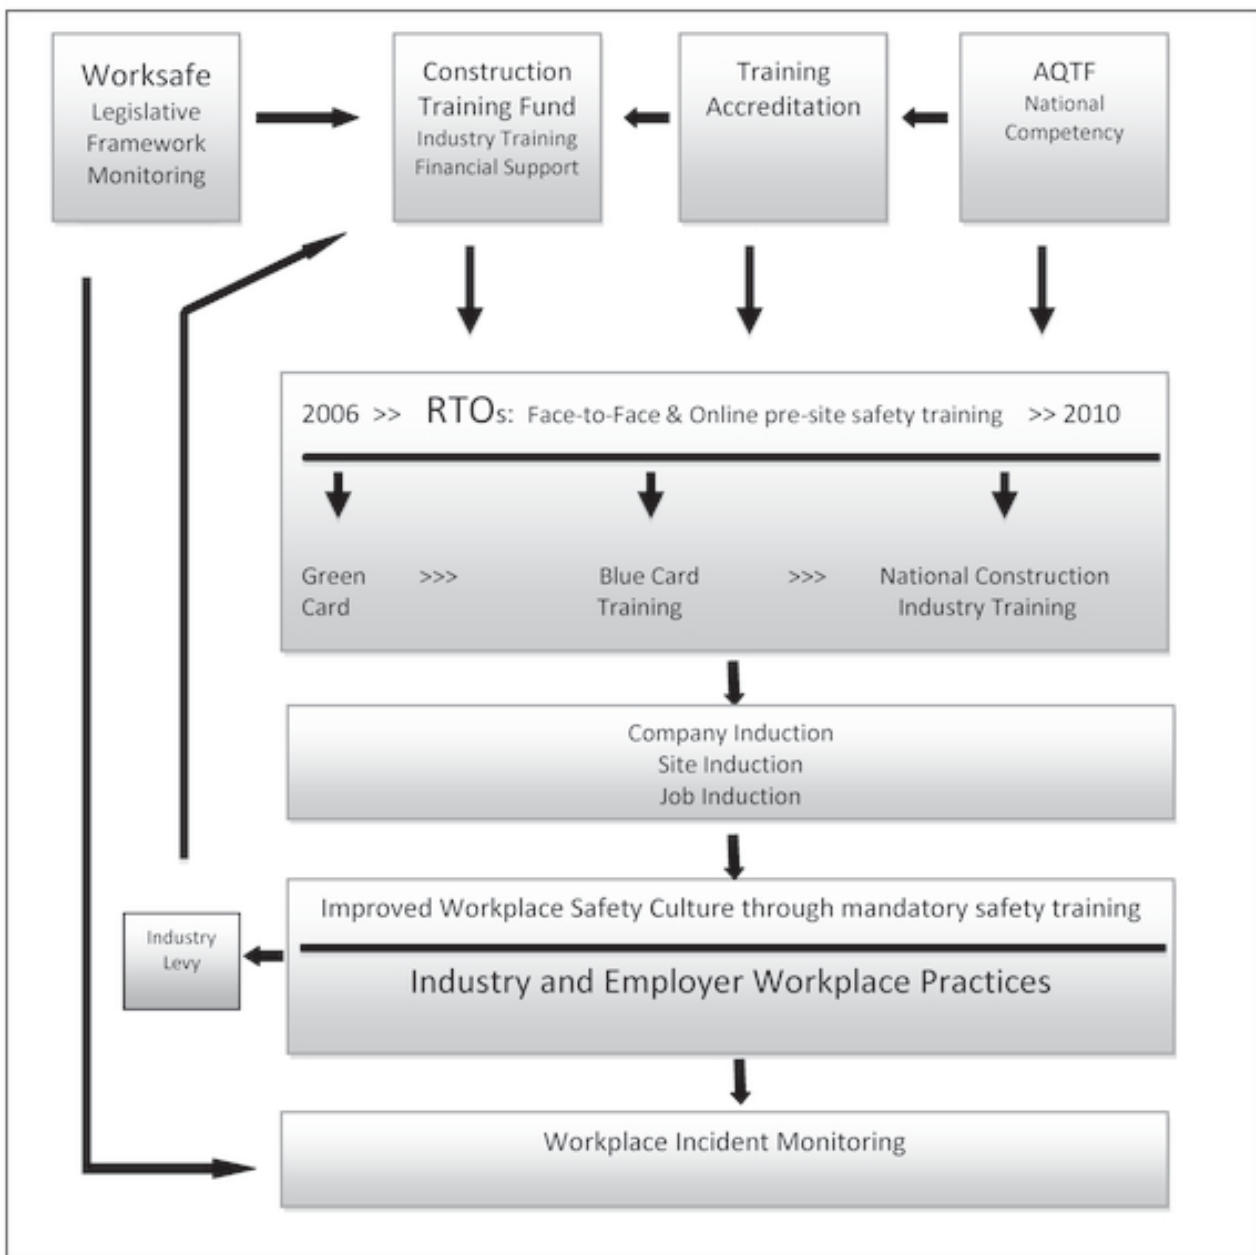 Worksafe
Legislative
Framework
Monitoring
Construction
Training Fund
Industry Training
Financial Support
Training
Accreditation
AQTF
National
Competency
2006 >> RTOs: Face-to-Face & Online pre-site safety training >> 2010
Green
Card
>>>
Blue Card
Training
>>>
National Construction
Industry Training
Company Induction
Site Induction
Job Induction
Improved Workplace Safety Culture through mandatory safety training
Industry and Employer Workplace Practices
Industry
Levy
Workplace Incident Monitoring